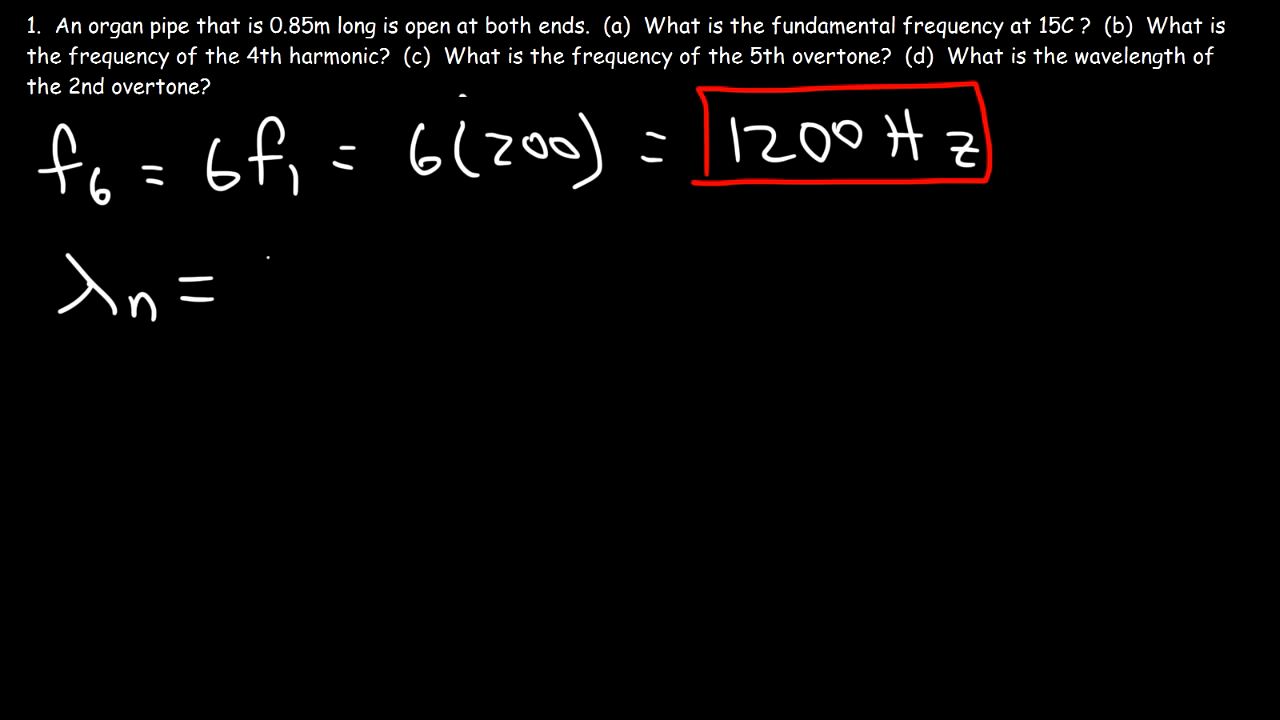 1. An organ pipe that is 0.85m long is open at both ends. (a) What is the fundamental frequency at 15C ? (b) What is
the frequency of the 4th harmonic? (c) What is the frequency of the 5th overtone? (d) What is the wavelength of
the 2nd overtone?
f₆ = 6f₁ = 6(200) = 1200 Hz
λn =